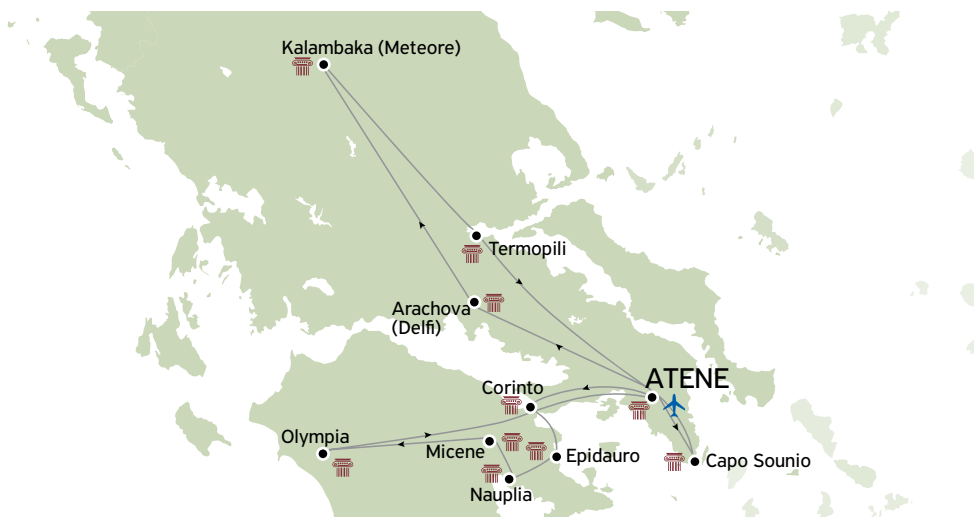 Kalambaka (Meteore)
Termopili
Arachova
(Delfi)
ATENE
Corinto
Olympia
Micene
Epidauro
Capo Sounio
Nauplia